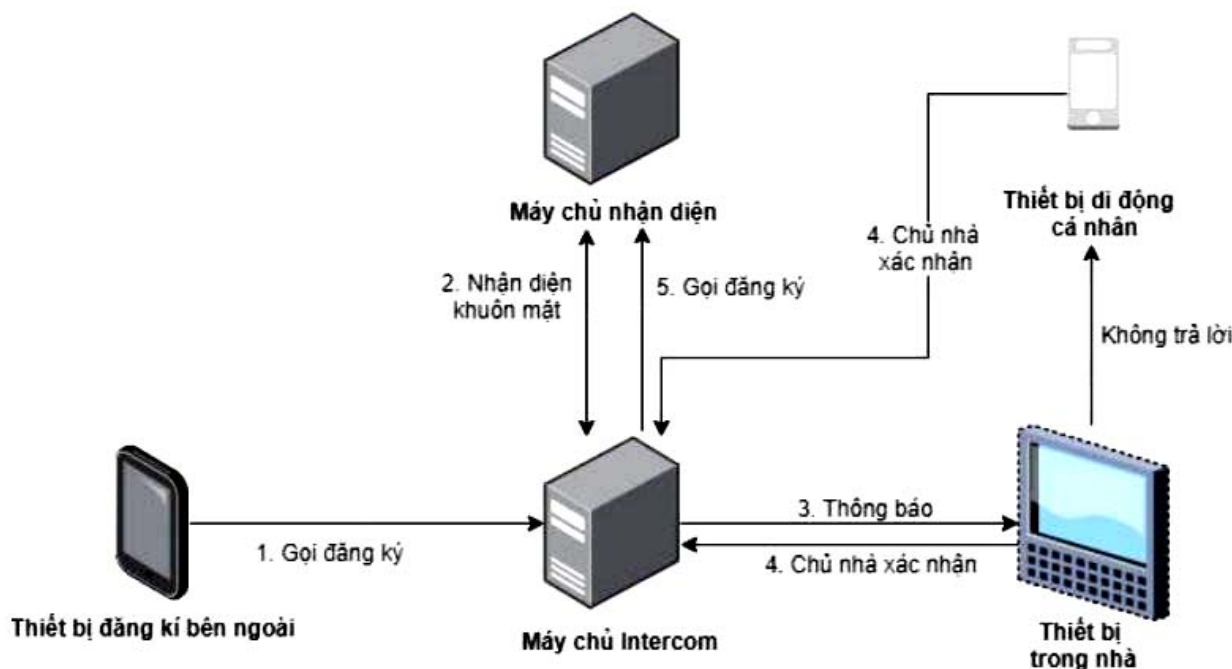 Máy chủ nhận diện
Thiết bị di động
cá nhân
4. Chủ nhà
xác nhận
2. Nhận diện
khuôn mặt
5. Gọi đăng ký
Không trả lời
3. Thông báo
1. Gọi đăng ký
4. Chủ nhà xác nhận
Thiết bị đăng kí bên ngoài
Máy chủ Intercom
Thiết bị
trong nhà